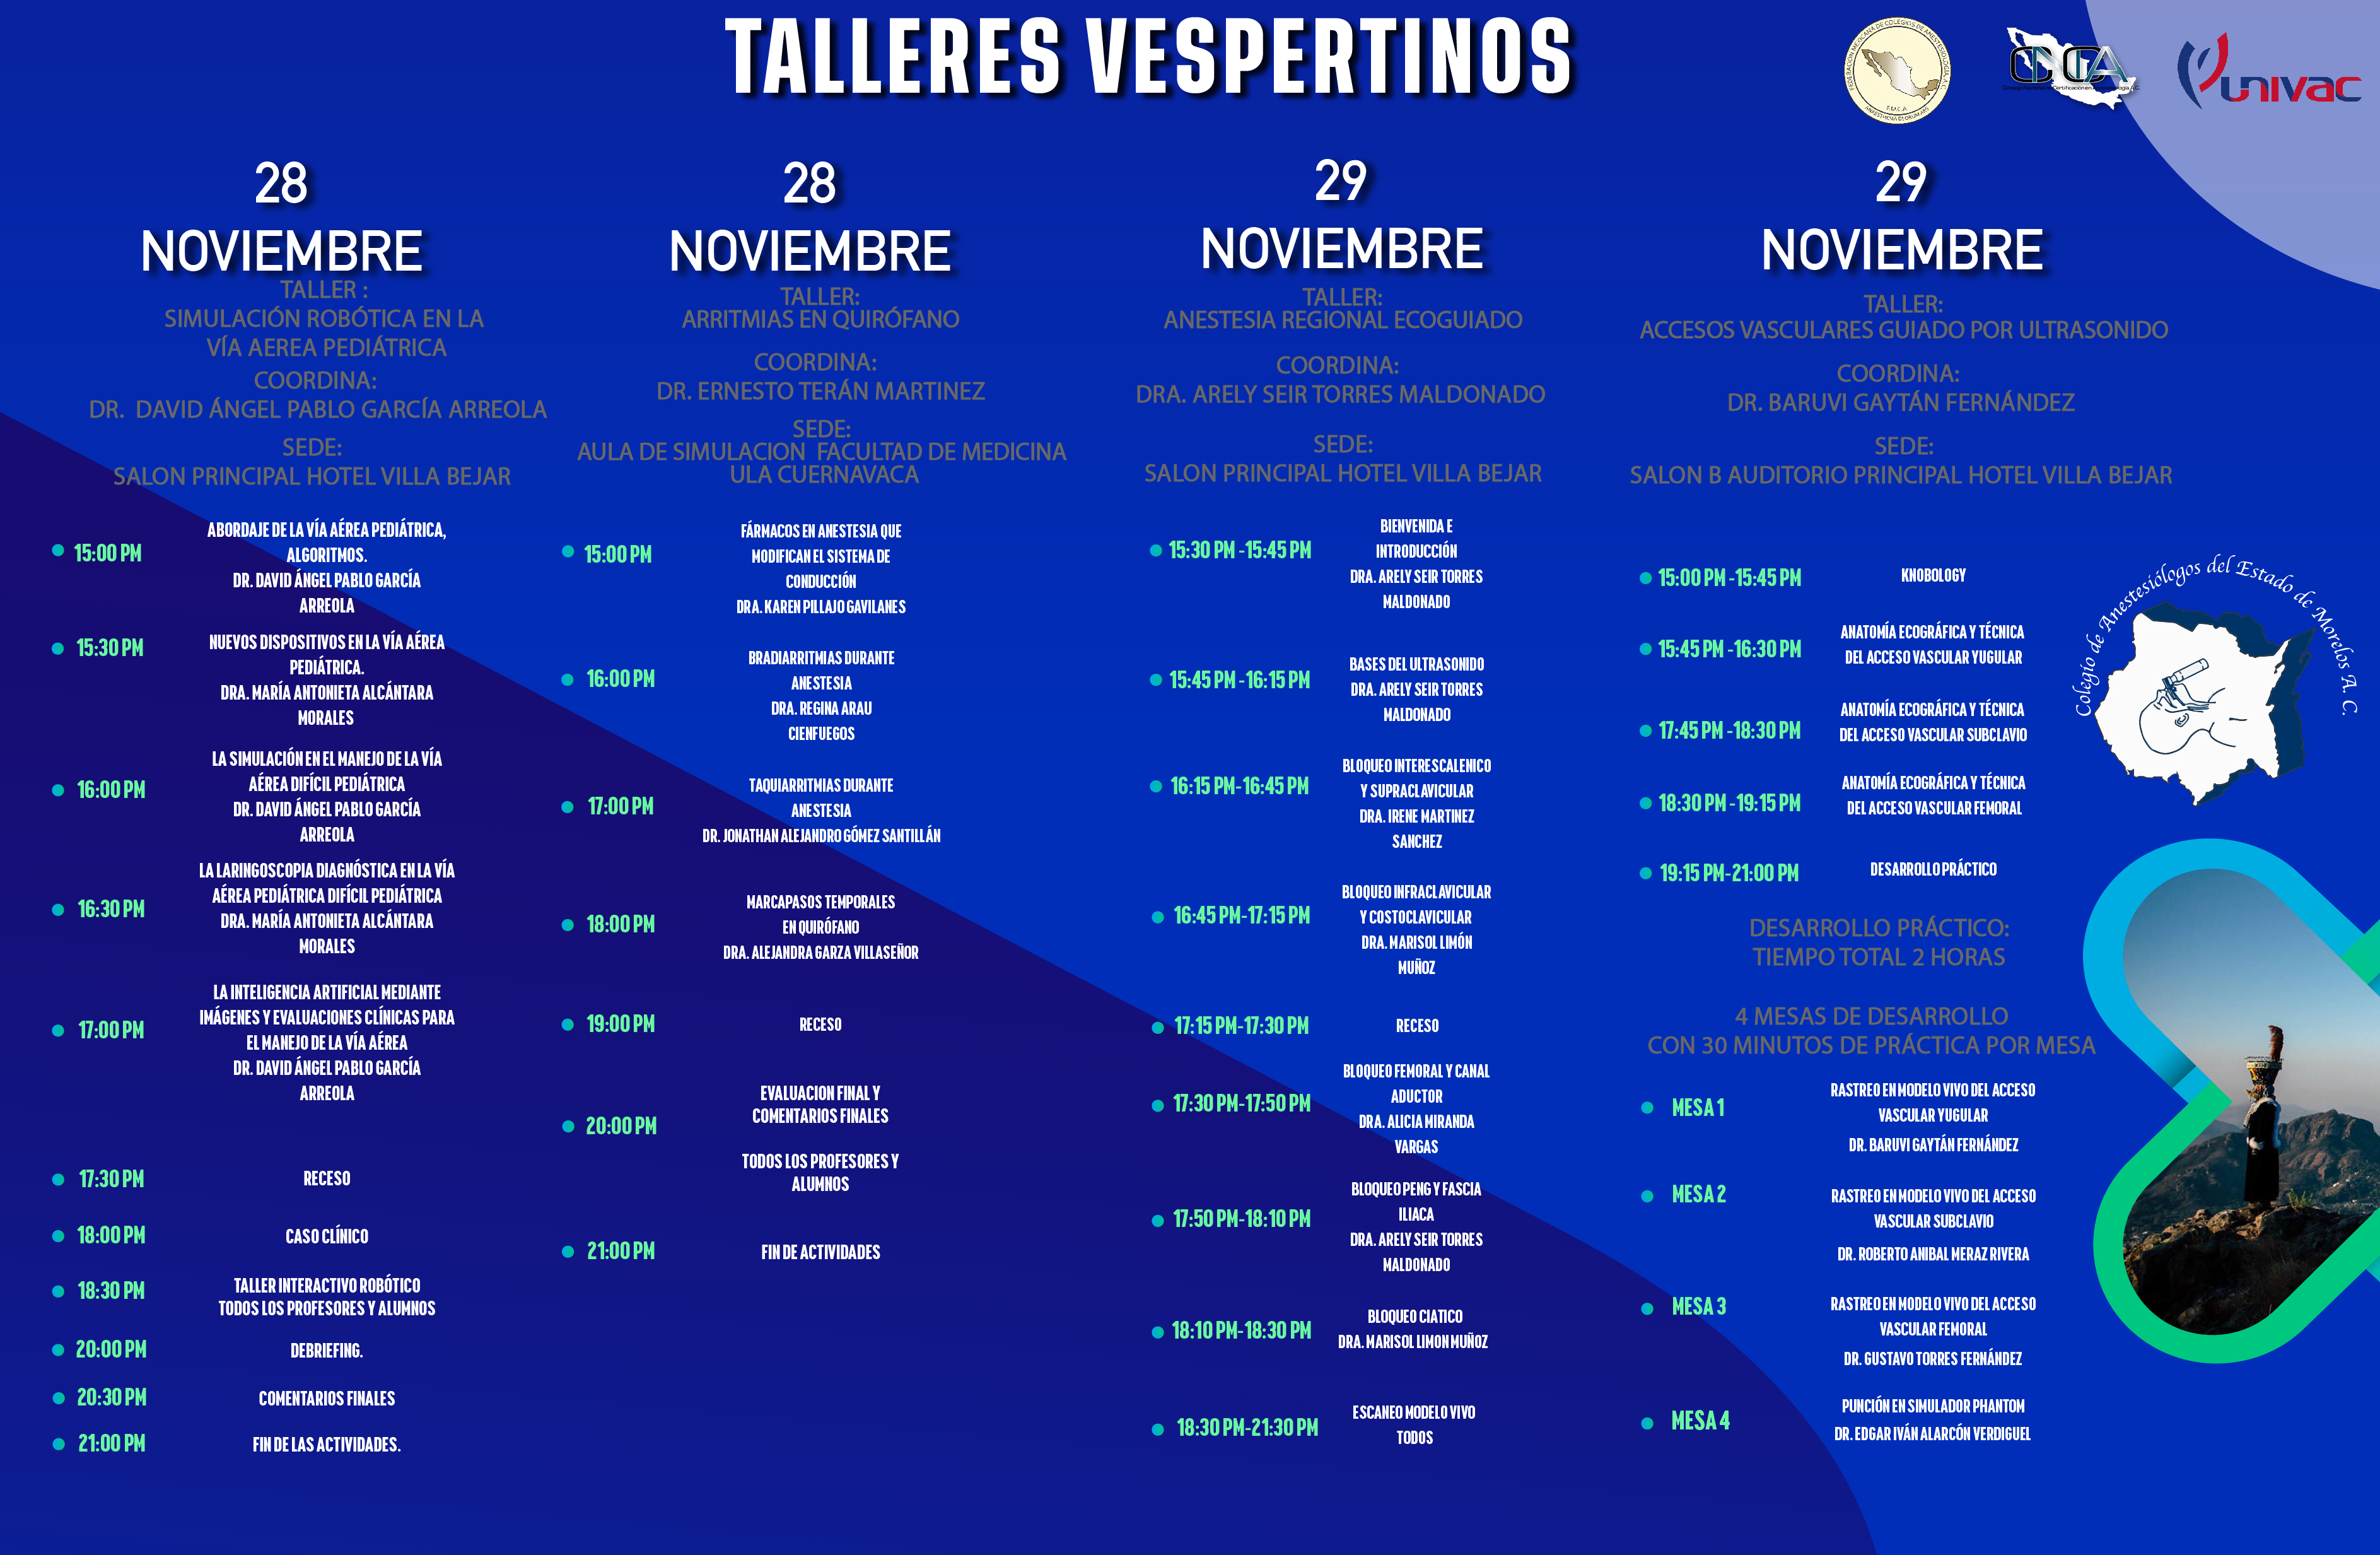 TALLERES VESPERTINOS
FEDERACION MEXICANA DE COLEGIOS DE ANESTESIOLOGIA, A.C.
F.M.C.A.
CNCA
UNIVAC
28
NOVIEMBRE
TALLER :
SIMULACIÓN ROBÓTICA EN LA
VÍA AEREA PEDIÁTRICA
COORDINA:
DR. DAVID ÁNGEL PABLO GARCÍA ARREOLA
SEDE:
SALON PRINCIPAL HOTEL VILLA BEJAR
15:00 PM
ABORDAJE DE LA VÍA AÉREA PEDIÁTRICA,
ALGORITMOS.
DR. DAVID ÁNGEL PABLO GARCÍA
ARREOLA
15:30 PM
NUEVOS DISPOSITIVOS EN LA VÍA AÉREA
PEDIÁTRICA.
DRA. MARÍA ANTONIETA ALCÁNTARA
MORALES
16:00 PM
LA SIMULACIÓN EN EL MANEJO DE LA VÍA
AÉREA DIFÍCIL PEDIÁTRICA
DR. DAVID ÁNGEL PABLO GARCÍA
ARREOLA
16:30 PM
LA LARINGOSCOPIA DIAGNÓSTICA EN LA VÍA
AÉREA PEDIÁTRICA DIFÍCIL PEDIÁTRICA
DRA. MARÍA ANTONIETA ALCÁNTARA
MORALES
17:00 PM
LA INTELIGENCIA ARTIFICIAL MEDIANTE
IMÁGENES Y EVALUACIONES CLÍNICAS PARA
EL MANEJO DE LA VÍA AÉREA
DR. DAVID ÁNGEL PABLO GARCÍA
ARREOLA
17:30 PM
RECESO
18:00 PM
CASO CLÍNICO
18:30 PM
TALLER INTERACTIVO ROBÓTICO
TODOS LOS PROFESORES Y ALUMNOS
20:00 PM
DEBRIEFING.
20:30 PM
COMENTARIOS FINALES
21:00 PM
FIN DE LAS ACTIVIDADES.
28
NOVIEMBRE
TALLER:
ARRITMIAS EN QUIRÓFANO
COORDINA:
DR. ERNESTO TERÁN MARTINEZ
SEDE:
AULA DE SIMULACION FACULTAD DE MEDICINA
ULA CUERNAVACA
15:00 PM
FÁRMACOS EN ANESTESIA QUE
MODIFICAN EL SISTEMA DE
CONDUCCIÓN
DRA. KAREN PILLAJO GAVILANES
16:00 PM
BRADIARRITMIAS DURANTE
ANESTESIA
DRA. REGINA ARAU
CIENFUEGOS
17:00 PM
TAQUIARRITMIAS DURANTE
ANESTESIA
DR. JONATHAN ALEJANDRO GÓMEZ SANTILLÁN
18:00 PM
MARCAPASOS TEMPORALES
EN QUIRÓFANO
DRA. ALEJANDRA GARZA VILLASEÑOR
19:00 PM
RECESO
20:00 PM
EVALUACION FINAL Y
COMENTARIOS FINALES
TODOS LOS PROFESORES Y
ALUMNOS
21:00 PM
FIN DE ACTIVIDADES
29
NOVIEMBRE
TALLER:
ANESTESIA REGIONAL ECOGUIADO
COORDINA:
DRA. ARELY SEIR TORRES MALDONADO
SEDE:
SALON PRINCIPAL HOTEL VILLA BEJAR
15:30 PM -15:45 PM
BIENVENIDA E
INTRODUCCIÓN
DRA. ARELY SEIR TORRES
MALDONADO
15:45 PM -16:15 PM
BASES DEL ULTRASONIDO
DRA. ARELY SEIR TORRES
MALDONADO
16:15 PM-16:45 PM
BLOQUEO INTERESCALENICO
Y SUPRACLAVICULAR
DRA. IRENE MARTINEZ
SANCHEZ
16:45 PM-17:15 PM
BLOQUEO INFRACLAVICULAR
Y COSTOCLAVICULAR
DRA. MARISOL LIMÓN
MUÑOZ
17:15 PM-17:30 PM
RECESO
17:30 PM-17:50 PM
BLOQUEO FEMORAL Y CANAL
ADUCTOR
DRA. ALICIA MIRANDA
VARGAS
17:50 PM-18:10 PM
BLOQUEO PENG Y FASCIA
ILIACA
DRA. ARELY SEIR TORRES
MALDONADO
18:10 PM-18:30 PM
BLOQUEO CIATICO
DRA. MARISOL LIMON MUÑOZ
18:30 PM-21:30 PM
ESCANEO MODELO VIVO
TODOS
29
NOVIEMBRE
TALLER:
ACCESOS VASCULARES GUIADO POR ULTRASONIDO
COORDINA:
DR. BARUVI GAYTÁN FERNÁNDEZ
SEDE:
SALON B AUDITORIO PRINCIPAL HOTEL VILLA BEJAR
15:00 PM -15:45 PM
KNOBOLOGY
15:45 PM -16:30 PM
ANATOMÍA ECOGRÁFICA Y TÉCNICA
DEL ACCESO VASCULAR YUGULAR
17:45 PM -18:30 PM
ANATOMÍA ECOGRÁFICA Y TÉCNICA
DEL ACCESO VASCULAR SUBCLAVIO
18:30 PM -19:15 PM
ANATOMÍA ECOGRÁFICA Y TÉCNICA
DEL ACCESO VASCULAR FEMORAL
19:15 PM-21:00 PM
DESARROLLO PRÁCTICO
DESARROLLO PRÁCTICO:
TIEMPO TOTAL 2 HORAS
4 MESAS DE DESARROLLO
CON 30 MINUTOS DE PRÁCTICA POR MESA
MESA 1
RASTREO EN MODELO VIVO DEL ACCESO
VASCULAR YUGULAR
DR. BARUVI GAYTÁN FERNÁNDEZ
MESA 2
RASTREO EN MODELO VIVO DEL ACCESO
VASCULAR SUBCLAVIO
DR. ROBERTO ANIBAL MERAZ RIVERA
MESA 3
RASTREO EN MODELO VIVO DEL ACCESO
VASCULAR FEMORAL
DR. GUSTAVO TORRES FERNÁNDEZ
MESA 4
PUNCIÓN EN SIMULADOR PHANTOM
DR. EDGAR IVÁN ALARCÓN VERDIGUEL
Colegio de Anestesiólogos del Estado de Morelos A. C.